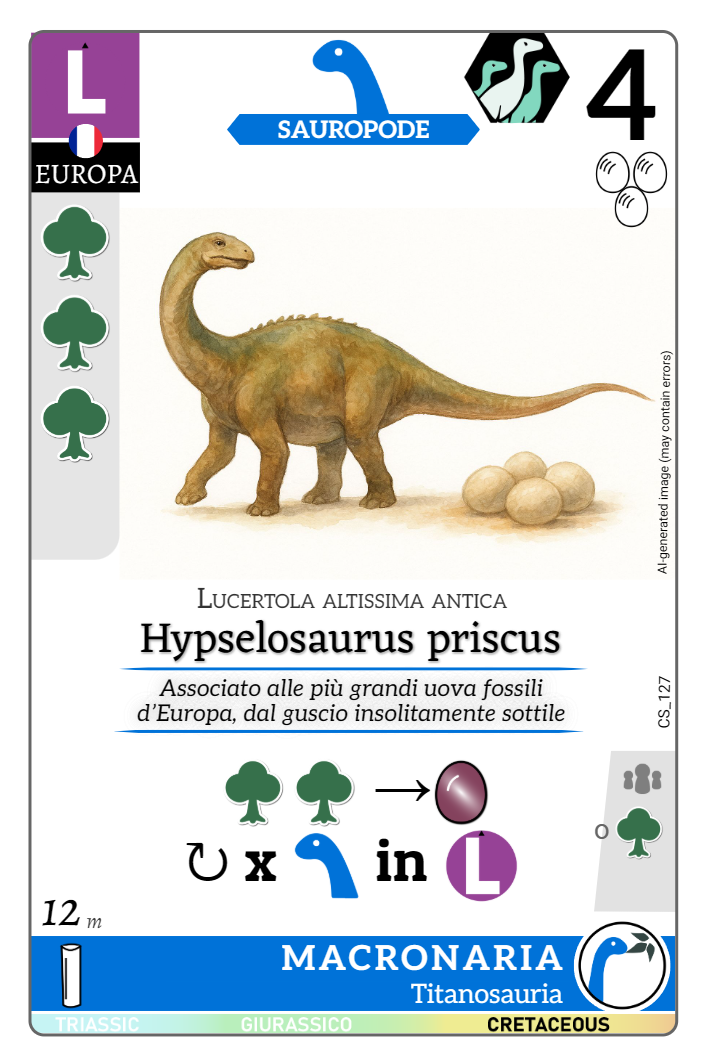 L
EUROPA
SAUROPODE
4
AI-generated image (may contain errors)
Lucertola altissima antica
Hypselosaurus priscus
Associato alle più grandi uova fossili
d'Europa, dal guscio insolitamente sottile
CS_127
→
↻ x in L
o
12 m
MACRONARIA
Titanosauria
TRIASSIC GIURASSICO CRETACEOUS